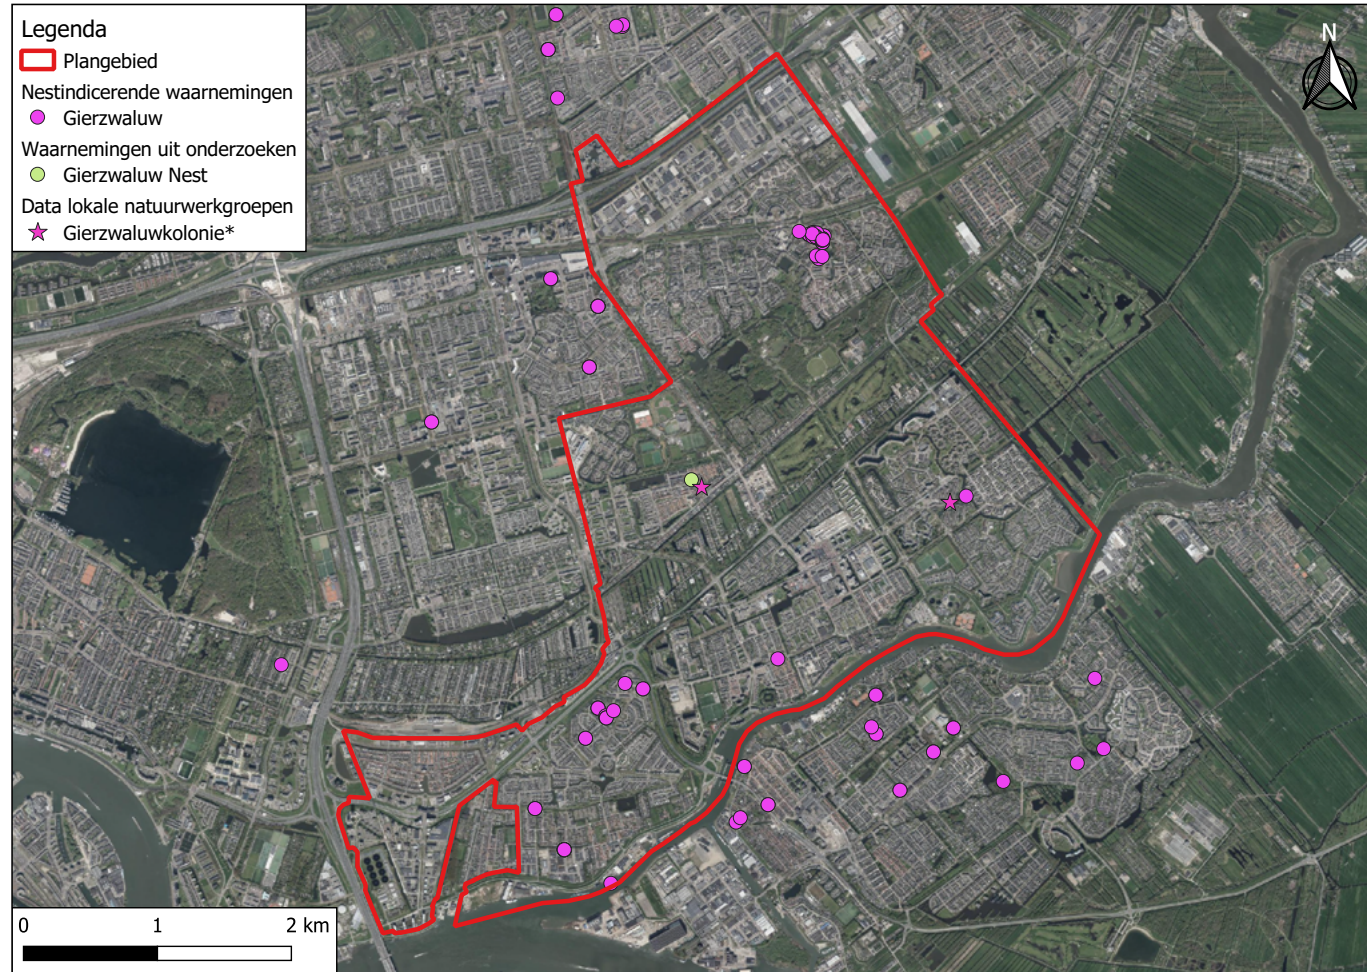 Legenda
Plangebied
Nestindicerende waarnemingen
Gierzwaluw
Waarnemingen uit onderzoeken
Gierzwaluw Nest
Data lokale natuurwerkgroepen
Gierzwaluwkolonie*
N
0 1 2 km